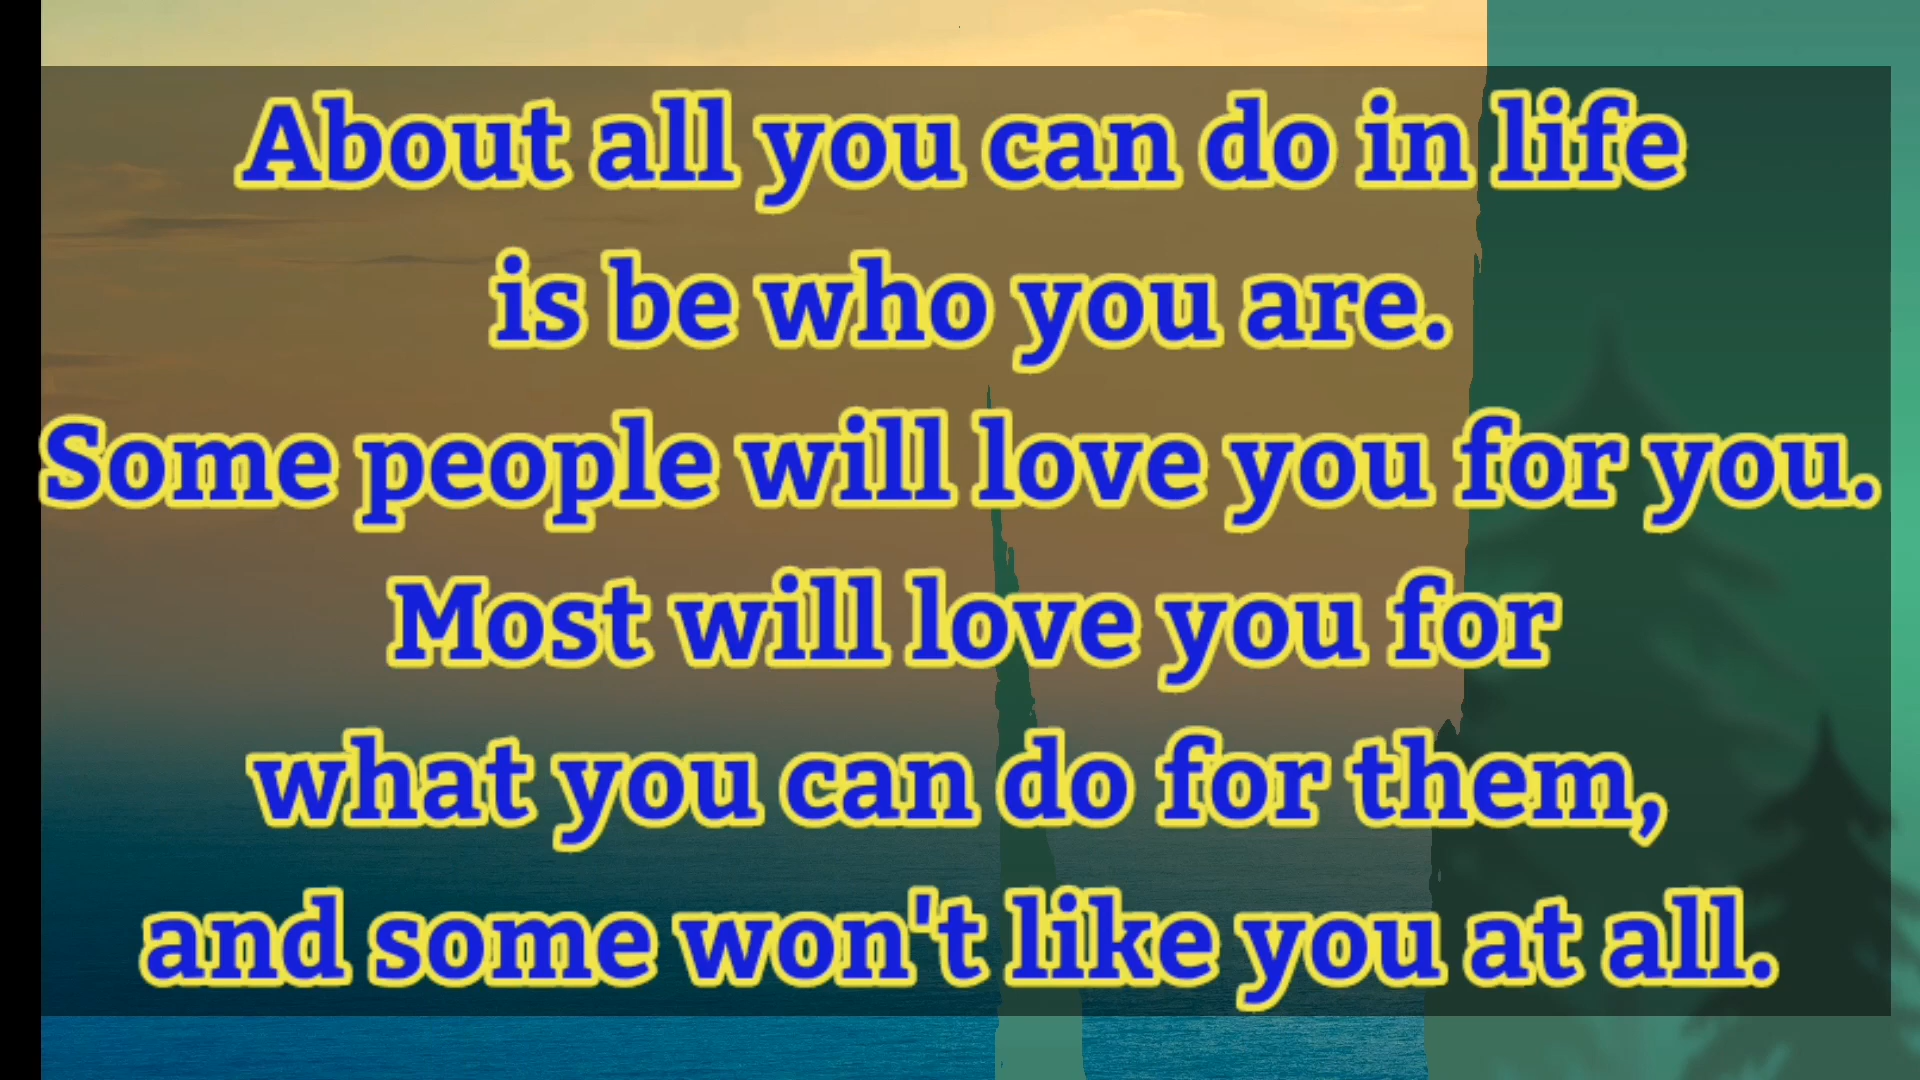 About all you can do in life
is be who you are.
Some people will love you for you.
Most will love you for
what you can do for them,
and some won't like you at all.